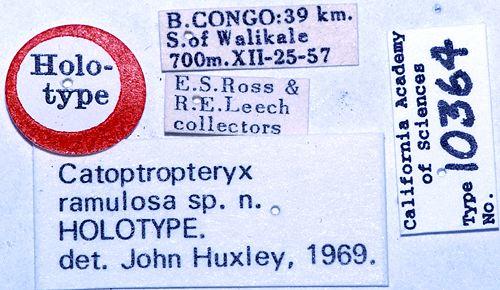 Holo-
type
B.CONGO:39 km.
S.of Walikale
700m.XII-25-57
E.S.Ross &
R.E.Leech
collectors
Catoptropteryx
ramulosa sp. n.
HOLOTYPE.
det. John Huxley, 1969.
California Academy
of Sciences
Type
No. 10364